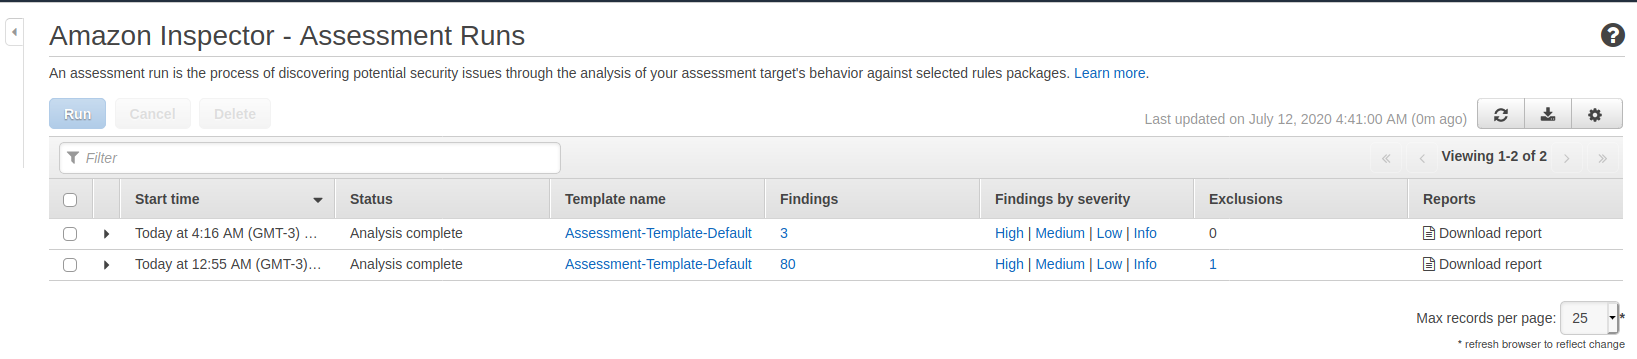 Amazon Inspector - Assessment Runs
An assessment run is the process of discovering potential security issues through the analysis of your assessment target's behavior against selected rules packages. Learn more.
Run Cancel Delete Last updated on July 12, 2020 4:41:00 AM (0m ago)
Filter « ‹ Viewing 1-2 of 2 › »
Start time Status Template name Findings Findings by severity Exclusions Reports
Today at 4:16 AM (GMT-3) ... Analysis complete Assessment-Template-Default 3 High | Medium | Low | Info 0 Download report
Today at 12:55 AM (GMT-3)... Analysis complete Assessment-Template-Default 80 High | Medium | Low | Info 1 Download report
Max records per page: 25 *
* refresh browser to reflect change